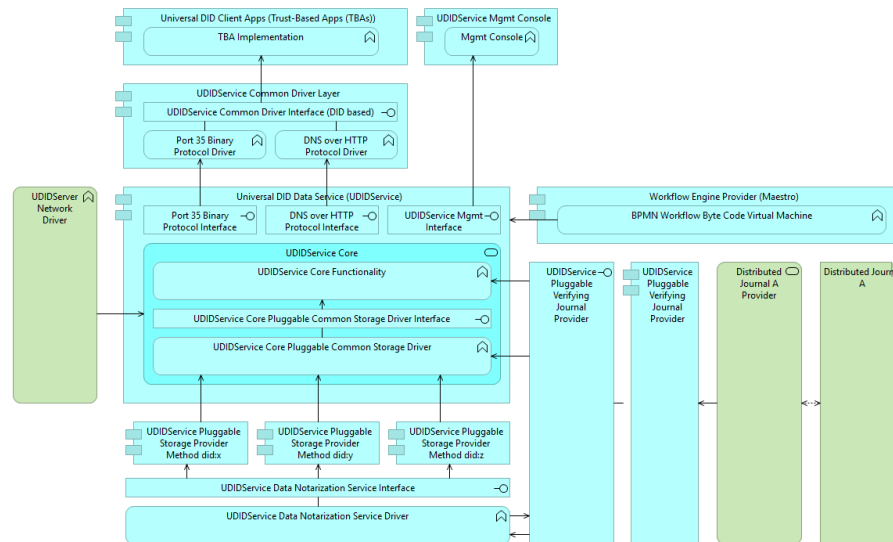 Universal DID Client Apps (Trust-Based Apps (TBAs))
TBA Implementation
UDIDService Mgmt Console
Mgmt Console
UDIDService Common Driver Layer
UDIDService Common Driver Interface (DID based)
Port 35 Binary
Protocol Driver
DNS over HTTP
Protocol Driver
UDIDServer
Network
Driver
Universal DID Data Service (UDIDService)
Port 35 Binary
Protocol Interface
DNS over HTTP
Protocol Interface
UDIDService Mgmt
Interface
Workflow Engine Provider (Maestro)
BPMN Workflow Byte Code Virtual Machine
UDIDService Core
UDIDService Core Functionality
UDIDService Core Pluggable Common Storage Driver Interface
UDIDService Core Pluggable Common Storage Driver
UDIDService
Pluggable
Verifying
Journal
Provider
UDIDService
Pluggable
Verifying
Journal
Provider
Distributed
Journal A
Provider
Distributed Journ
A
UDIDService Pluggable
Storage Provider
Method did:x
UDIDService Pluggable
Storage Provider
Method did:y
UDIDService Pluggable
Storage Provider
Method did:z
UDIDService Data Notarization Service Interface
UDIDService Data Notarization Service Driver